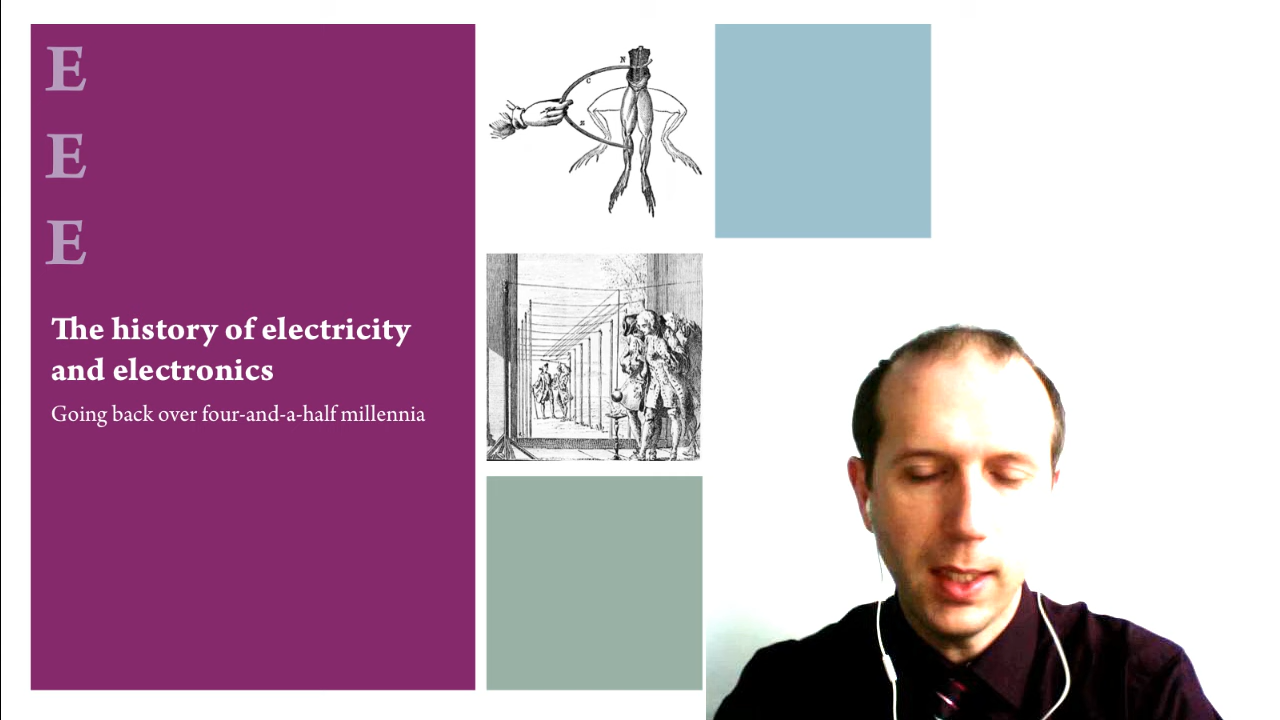 E
E
E
The history of electricity
and electronics
Going back over four-and-a-half millennia
N
C